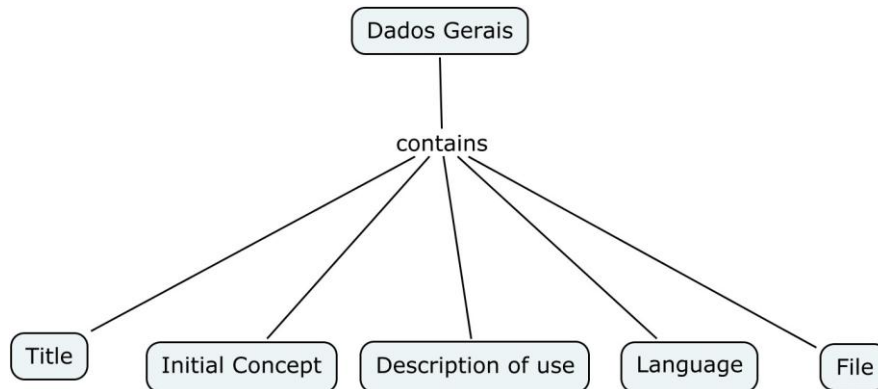 Dados Gerais
contains
Title
Initial Concept
Description of use
Language
File